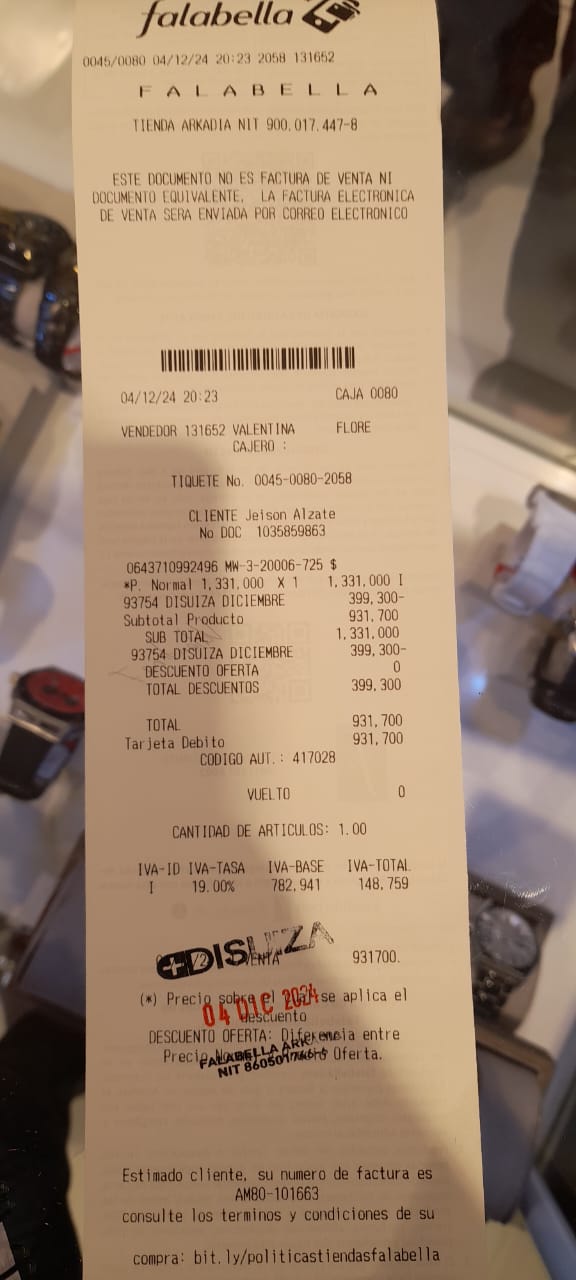 falabella
0045/0080 04/12/24 20:23 2058 131652
F A L A B E L L A
TIENDA ARKADIA NIT 900.017.447-8
ESTE DOCUMENTO NO ES FACTURA DE VENTA NI
DOCUMENTO EQUIVALENTE. LA FACTURA ELECTRONICA
DE VENTA SERA ENVIADA POR CORREO ELECTRONICO
04/12/24 20:23 CAJA 0080
VENDEDOR 131652 VALENTINA FLORE
CAJERO :
TIQUETE No. 0045-0080-2058
CLIENTE Jeison Alzate
No DOC 1035859863
0643710992496 MW-3-20006-725 $
*P. Normal 1,331,000 X 1 1,331,000 I
93754 DISUIZA DICIEMBRE 399,300-
Subtotal Producto 931,700
SUB TOTAL 1,331,000
93754 DISUIZA DICIEMBRE 399,300-
DESCUENTO OFERTA 0
TOTAL DESCUENTOS 399,300
TOTAL 931,700
Tarjeta Debito 931,700
CODIGO AUT.: 417028
VUELTO 0
CANTIDAD DE ARTICULOS: 1.00
IVA-ID IVA-TASA IVA-BASE IVA-TOTAL
I 19.00% 782,941 148,759
DISUIZA
VENTA 931700.
(*) Precio sobre el se aplica el
04 DIC 2024
descuento
DESCUENTO OFERTA: Diferencia entre
Precio Oferta.
FALABELLA
NIT
Estimado cliente, su numero de factura es
AM80-101663
consulte los terminos y condiciones de su
compra: bit.ly/politicastiendasfalabella